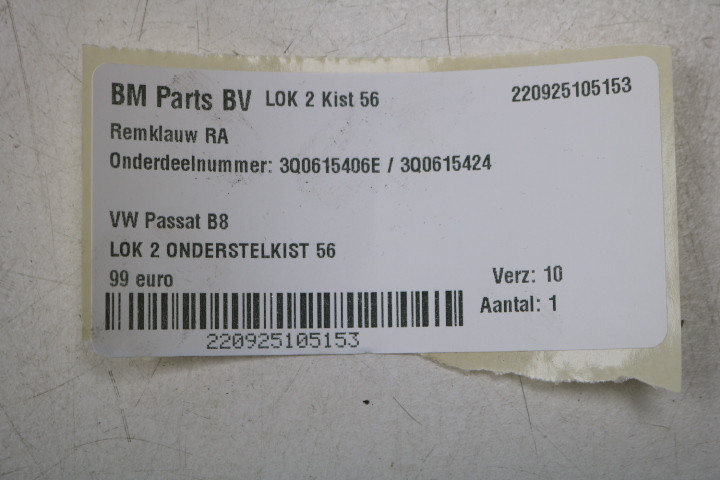 BM Parts BV LOK 2 Kist 56 220925105153
Remklauw RA
Onderdeelnummer: 3Q0615406E / 3Q0615424
VW Passat B8
LOK 2 ONDERSTELKIST 56
99 euro Verz: 10
Aantal: 1
220925105153